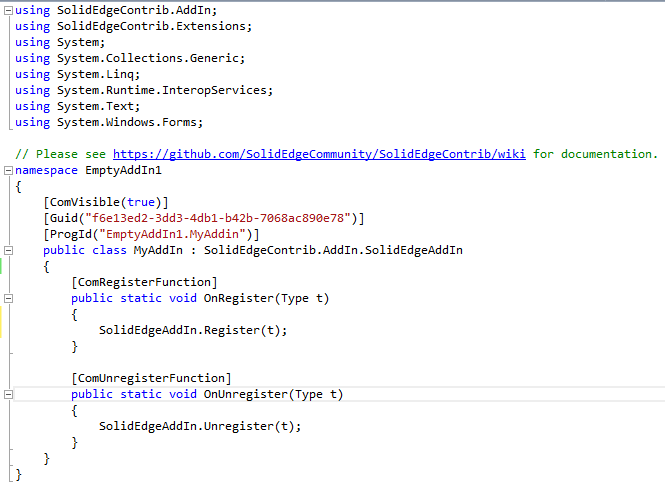 using SolidEdgeContrib.AddIn;
using SolidEdgeContrib.Extensions;
using System;
using System.Collections.Generic;
using System.Linq;
using System.Runtime.InteropServices;
using System.Text;
using System.Windows.Forms;
// Please see https://github.com/SolidEdgeCommunity/SolidEdgeContrib/wiki for documentation.
namespace EmptyAddIn1
{
    [ComVisible(true)]
    [Guid("f6e13ed2-3dd3-4db1-b42b-7068ac890e78")]
    [ProgId("EmptyAddIn1.MyAddin")]
    public class MyAddIn : SolidEdgeContrib.AddIn.SolidEdgeAddIn
    {
        [ComRegisterFunction]
        public static void OnRegister(Type t)
        {
            SolidEdgeAddIn.Register(t);
        }
        [ComUnregisterFunction]
        public static void OnUnregister(Type t)
        {
            SolidEdgeAddIn.Unregister(t);
        }
    }
}